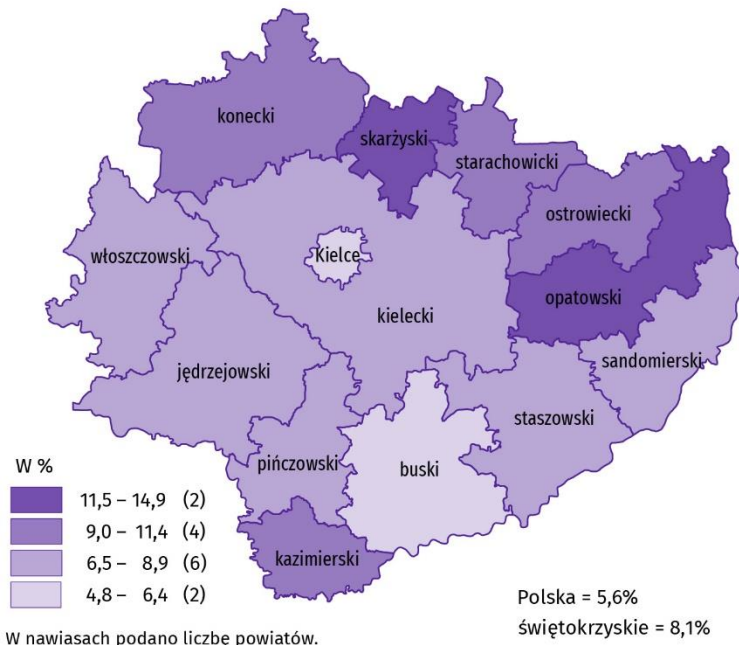 konecki
skarżyski
starachowicki
ostrowiecki
włoszczowski
Kielce
opatowski
kielecki
sandomierski
jędrzejowski
staszowski
pińczowski
buski
kazimierski
W %
11,5 – 14,9 (2)
9,0 – 11,4 (4)
6,5 – 8,9 (6)
4,8 – 6,4 (2)
Polska = 5,6%
świętokrzyskie = 8,1%
W nawiasach podano liczbę powiatów.